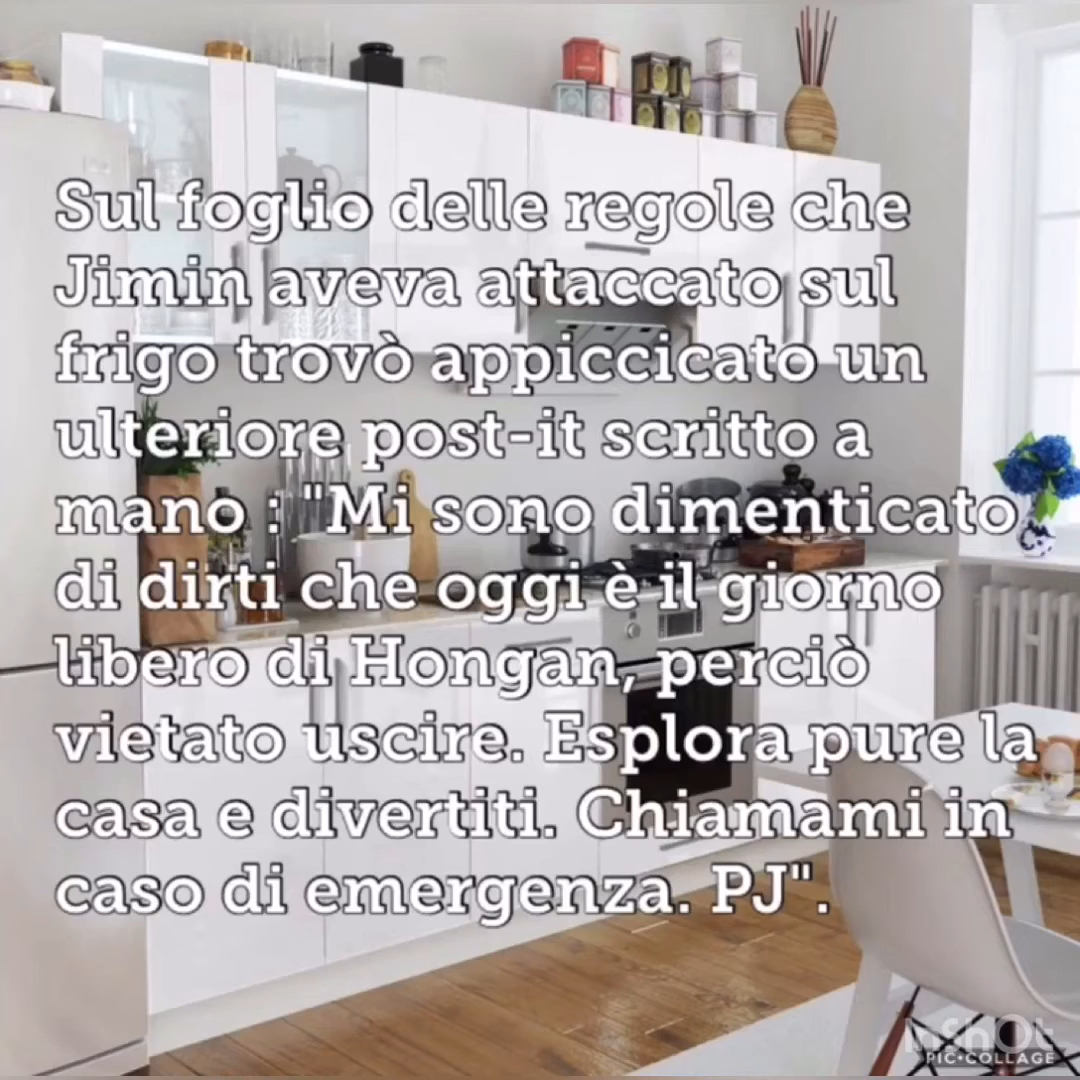 Sul foglio delle regole che
Jimin aveva attaccato sul
frigo trovò appiccicato un
ulteriore post-it scritto a
mano : "Mi sono dimenticato
di dirti che oggi è il giorno
libero di Hongan, perciò
vietato uscire. Esplora pure la
casa e divertiti. Chiamami in
caso di emergenza. PJ".
InShOt
PIC•COLLAGE